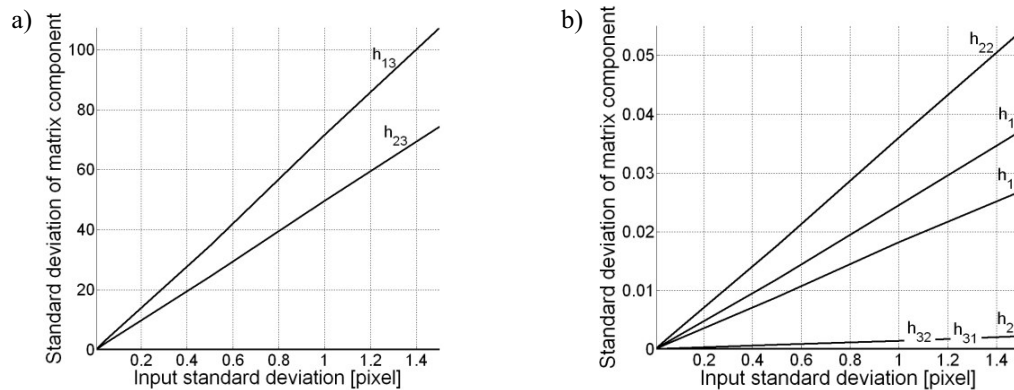 a)
Standard deviation of matrix component
100
80
60
40
20
0
h13
h23
0.2 0.4 0.6 0.8 1 1.2 1.4
Input standard deviation [pixel]
b)
Standard deviation of matrix component
0.05
0.04
0.03
0.02
0.01
0
h22
h1
h1
h32 h31 h2
0.2 0.4 0.6 0.8 1 1.2 1.4
Input standard deviation [pixel]